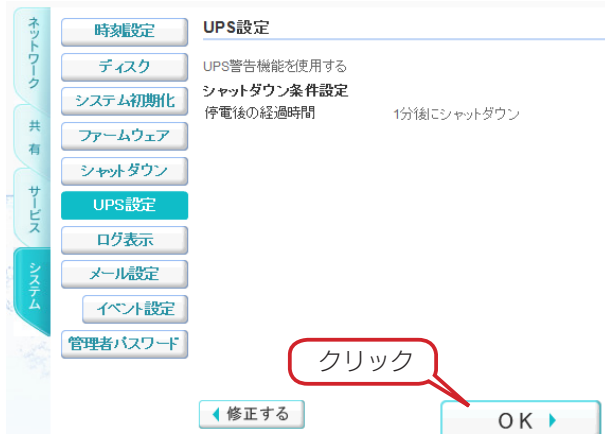 ネットワーク
共有
サービス
システム
時刻設定
ディスク
システム初期化
ファームウェア
シャットダウン
UPS設定
ログ表示
メール設定
イベント設定
管理者パスワード
UPS設定
UPS警告機能を使用する
シャットダウン条件設定
停電後の経過時間 1分後にシャットダウン
クリック
修正する
OK